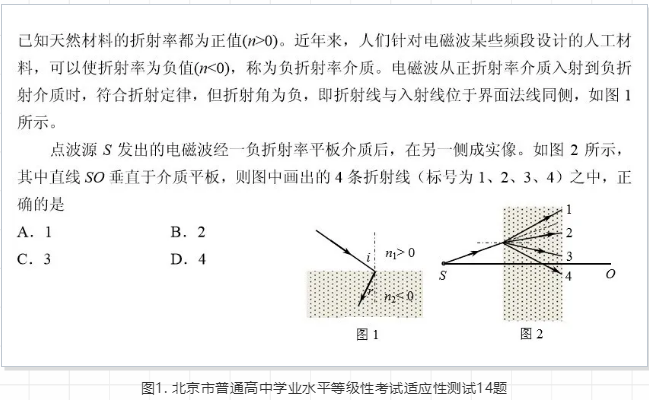 已知天然材料的折射率都为正值(n>0)。近年来，人们针对电磁波某些频段设计的人工材
料，可以使折射率为负值(n<0)，称为负折射率介质。电磁波从正折射率介质入射到负折
射介质时，符合折射定律，但折射角为负，即折射线与入射线位于界面法线同侧，如图 1
所示。
点波源 S 发出的电磁波经一负折射率平板介质后，在另一侧成实像。如图 2 所示，
其中直线 SO 垂直于介质平板，则图中画出的 4 条折射线（标号为 1、2、3、4）之中，正
确的是
A．1 B．2
C．3 D．4
i
n₁> 0
r
n₂< 0
图 1
1
2
3
4
S
O
图 2
图1. 北京市普通高中学业水平等级性考试适应性测试14题